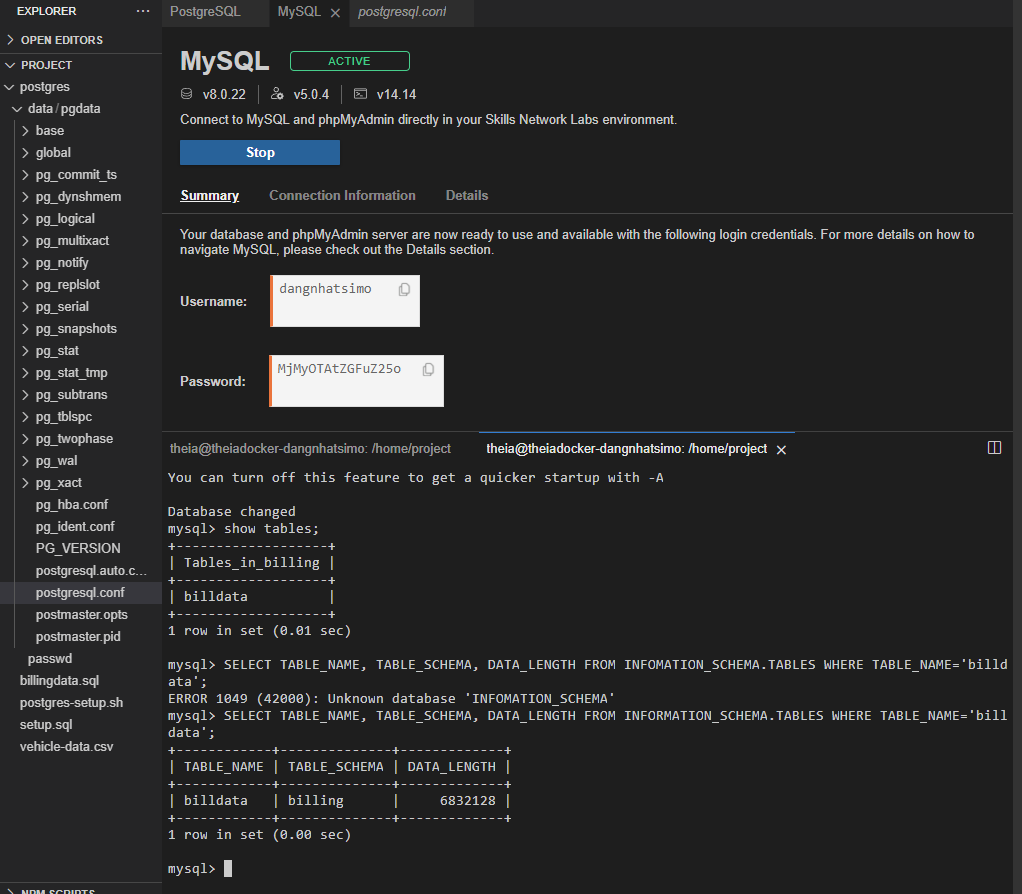 EXPLORER
OPEN EDITORS
PROJECT
postgres
data/pgdata
base
global
pg_commit_ts
pg_dynshmem
pg_logical
pg_multixact
pg_notify
pg_replslot
pg_serial
pg_snapshots
pg_stat
pg_stat_tmp
pg_subtrans
pg_tblspc
pg_twophase
pg_wal
pg_xact
pg_hba.conf
pg_ident.conf
PG_VERSION
postgresql.auto.c...
postgresql.conf
postmaster.opts
postmaster.pid
passwd
billingdata.sql
postgres-setup.sh
setup.sql
vehicle-data.csv
NPM SCRIPTS
PostgreSQL MySQL postgresql.conf
MySQL ACTIVE
v8.0.22 v5.0.4 v14.14
Connect to MySQL and phpMyAdmin directly in your Skills Network Labs environment.
Stop
Summary Connection Information Details
Your database and phpMyAdmin server are now ready to use and available with the following login credentials. For more details on how to
navigate MySQL, please check out the Details section.
Username: dangnhatsimo
Password: MjMyOTAtZGFuZ25o
theia@theiadocker-dangnhatsimo: /home/project theia@theiadocker-dangnhatsimo: /home/project
You can turn off this feature to get a quicker startup with -A
Database changed
mysql> show tables;
+-------------------+
| Tables_in_billing |
+-------------------+
| billdata          |
+-------------------+
1 row in set (0.01 sec)
mysql> SELECT TABLE_NAME, TABLE_SCHEMA, DATA_LENGTH FROM INFOMATION_SCHEMA.TABLES WHERE TABLE_NAME='billd
ata';
ERROR 1049 (42000): Unknown database 'INFOMATION_SCHEMA'
mysql> SELECT TABLE_NAME, TABLE_SCHEMA, DATA_LENGTH FROM INFORMATION_SCHEMA.TABLES WHERE TABLE_NAME='bill
data';
+------------+--------------+-------------+
| TABLE_NAME | TABLE_SCHEMA | DATA_LENGTH |
+------------+--------------+-------------+
| billdata   | billing      |     6832128 |
+------------+--------------+-------------+
1 row in set (0.00 sec)
mysql>